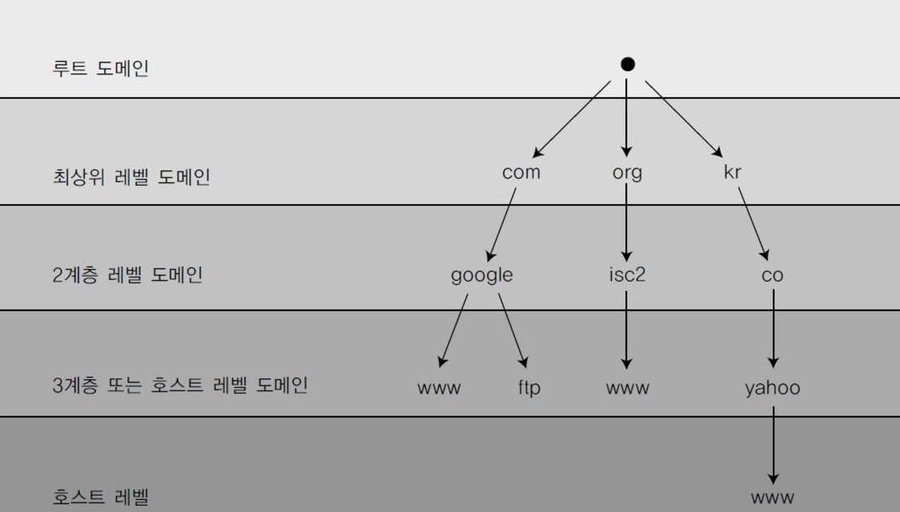 루트 도메인
최상위 레벨 도메인
com org kr
2계층 레벨 도메인
google isc2 co
3계층 또는 호스트 레벨 도메인
www ftp www yahoo
호스트 레벨
www